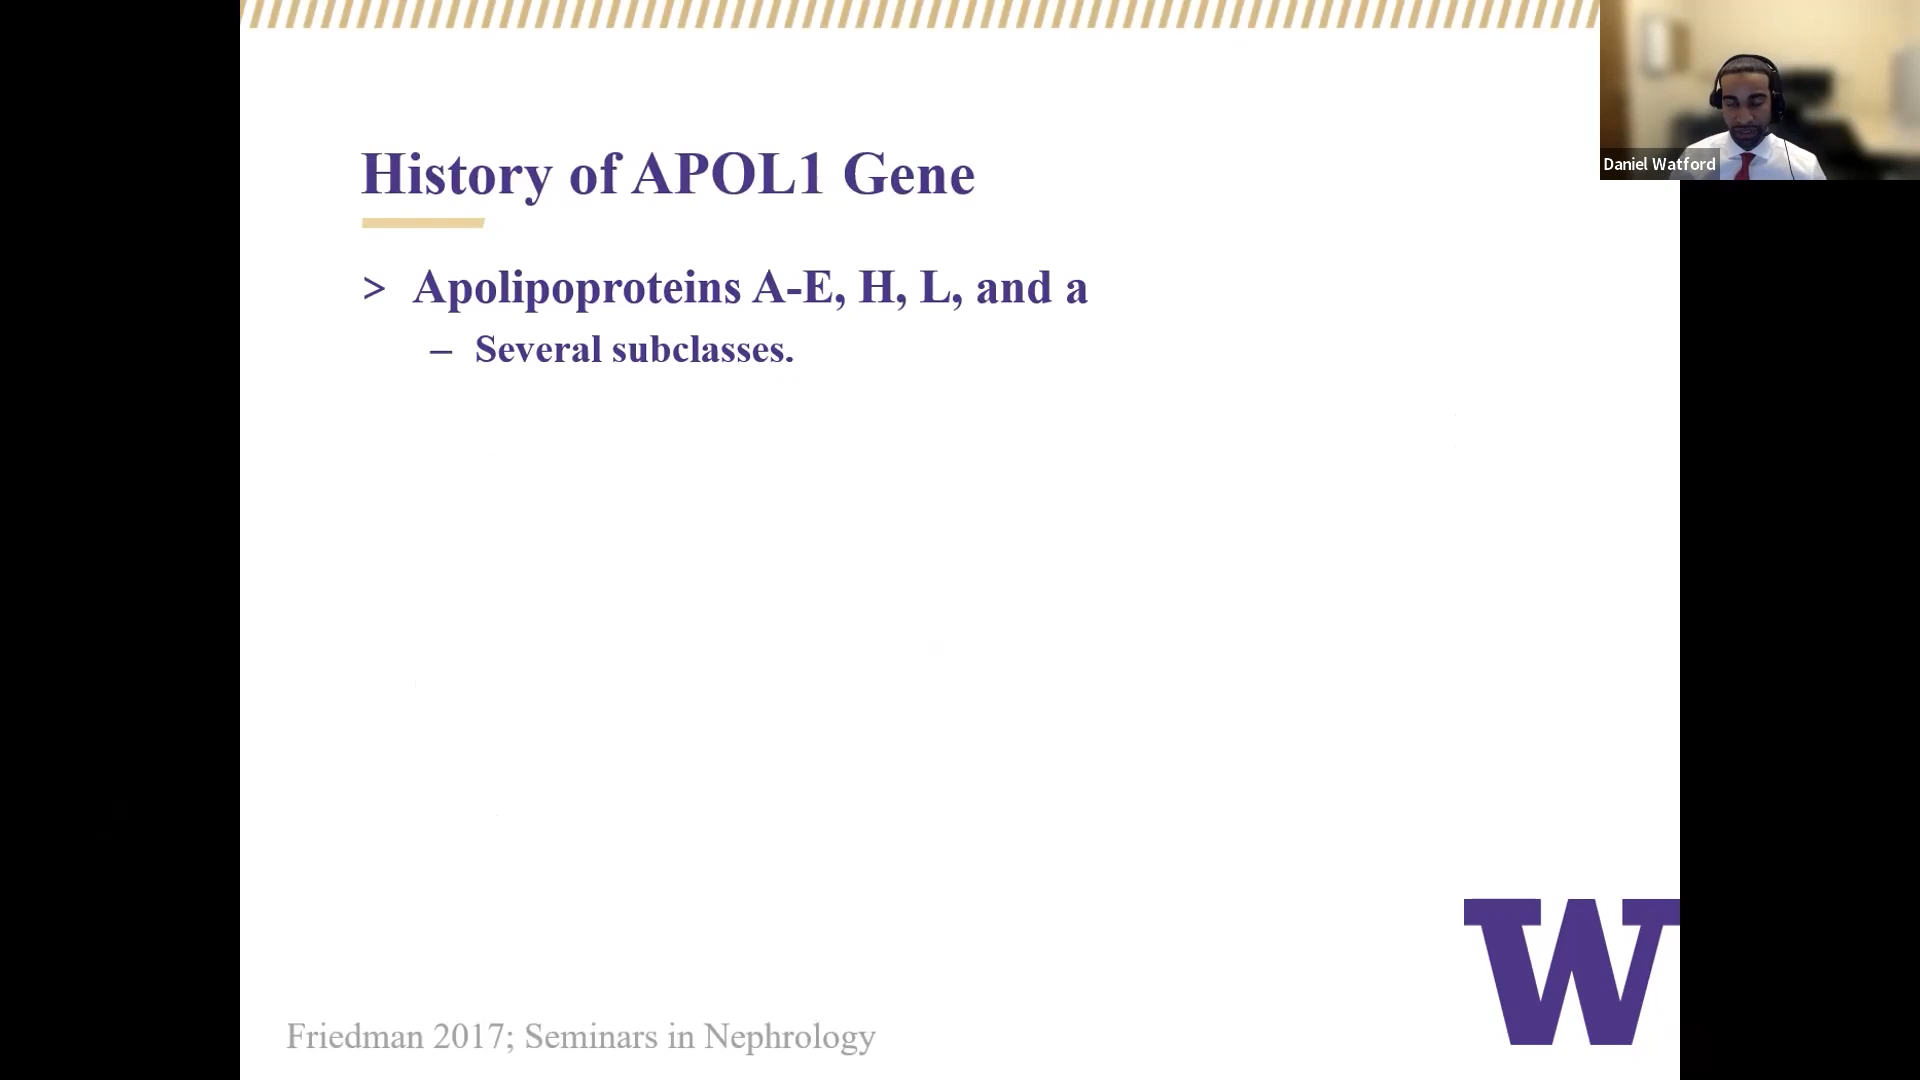 History of APOL1 Gene
> Apolipoproteins A-E, H, L, and a
– Several subclasses.
Daniel Watford
W
Friedman 2017; Seminars in Nephrology